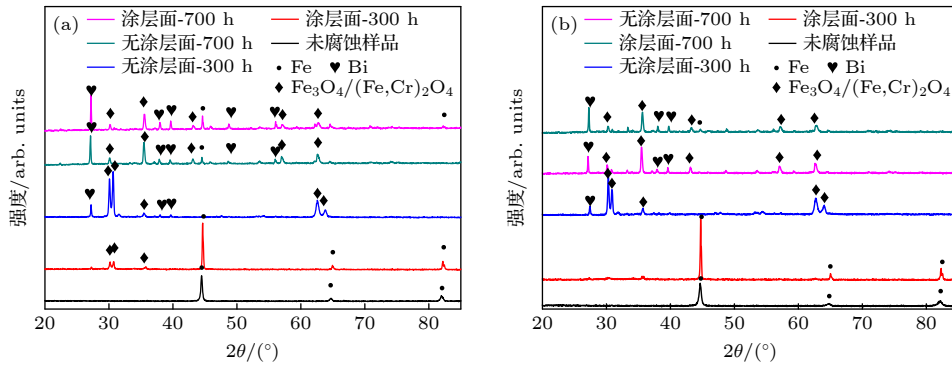 (a)
涂层面-700 h
涂层面-300 h
无涂层面-700 h
未腐蚀样品
无涂层面-300 h
Fe
Bi
Fe₃O₄/(Fe,Cr)₂O₄
强度/arb. units
20 30 40 50 60 70 80
2θ/(°)
(b)
无涂层面-700 h
涂层面-300 h
涂层面-700 h
未腐蚀样品
无涂层面-300 h
Fe
Bi
Fe₃O₄/(Fe,Cr)₂O₄
强度/arb. units
20 30 40 50 60 70 80
2θ/(°)